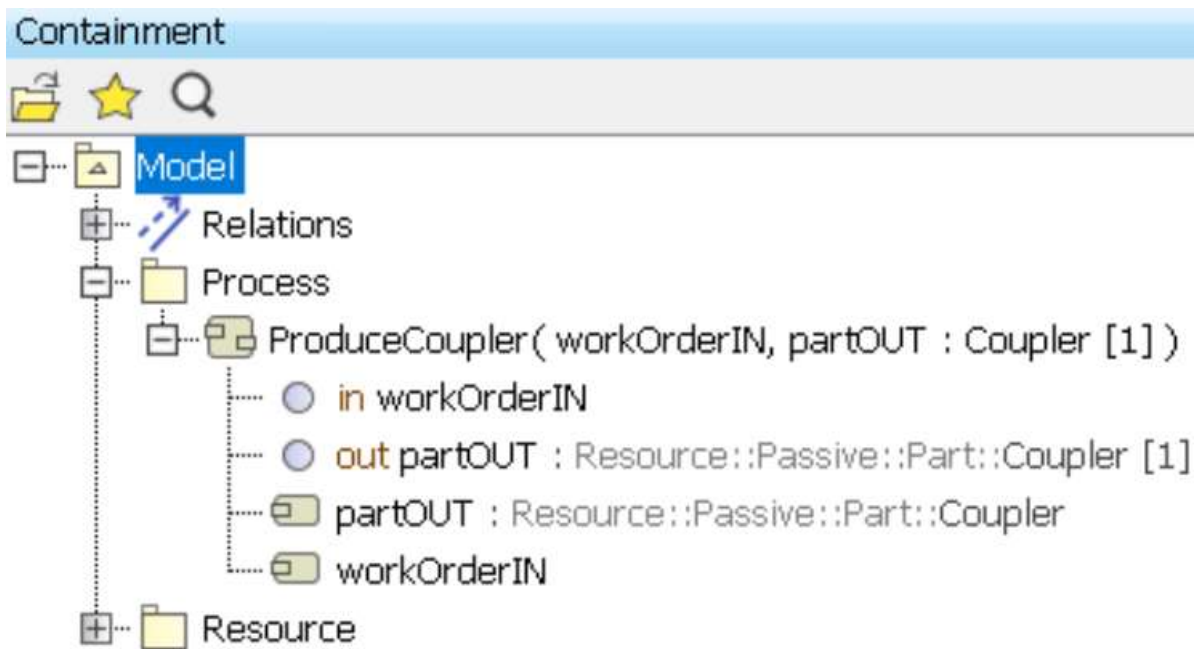 Containment
Model
Relations
Process
ProduceCoupler( workOrderIN, partOUT : Coupler [1] )
in workOrderIN
out partOUT : Resource::Passive::Part::Coupler [1]
partOUT : Resource::Passive::Part::Coupler
workOrderIN
Resource